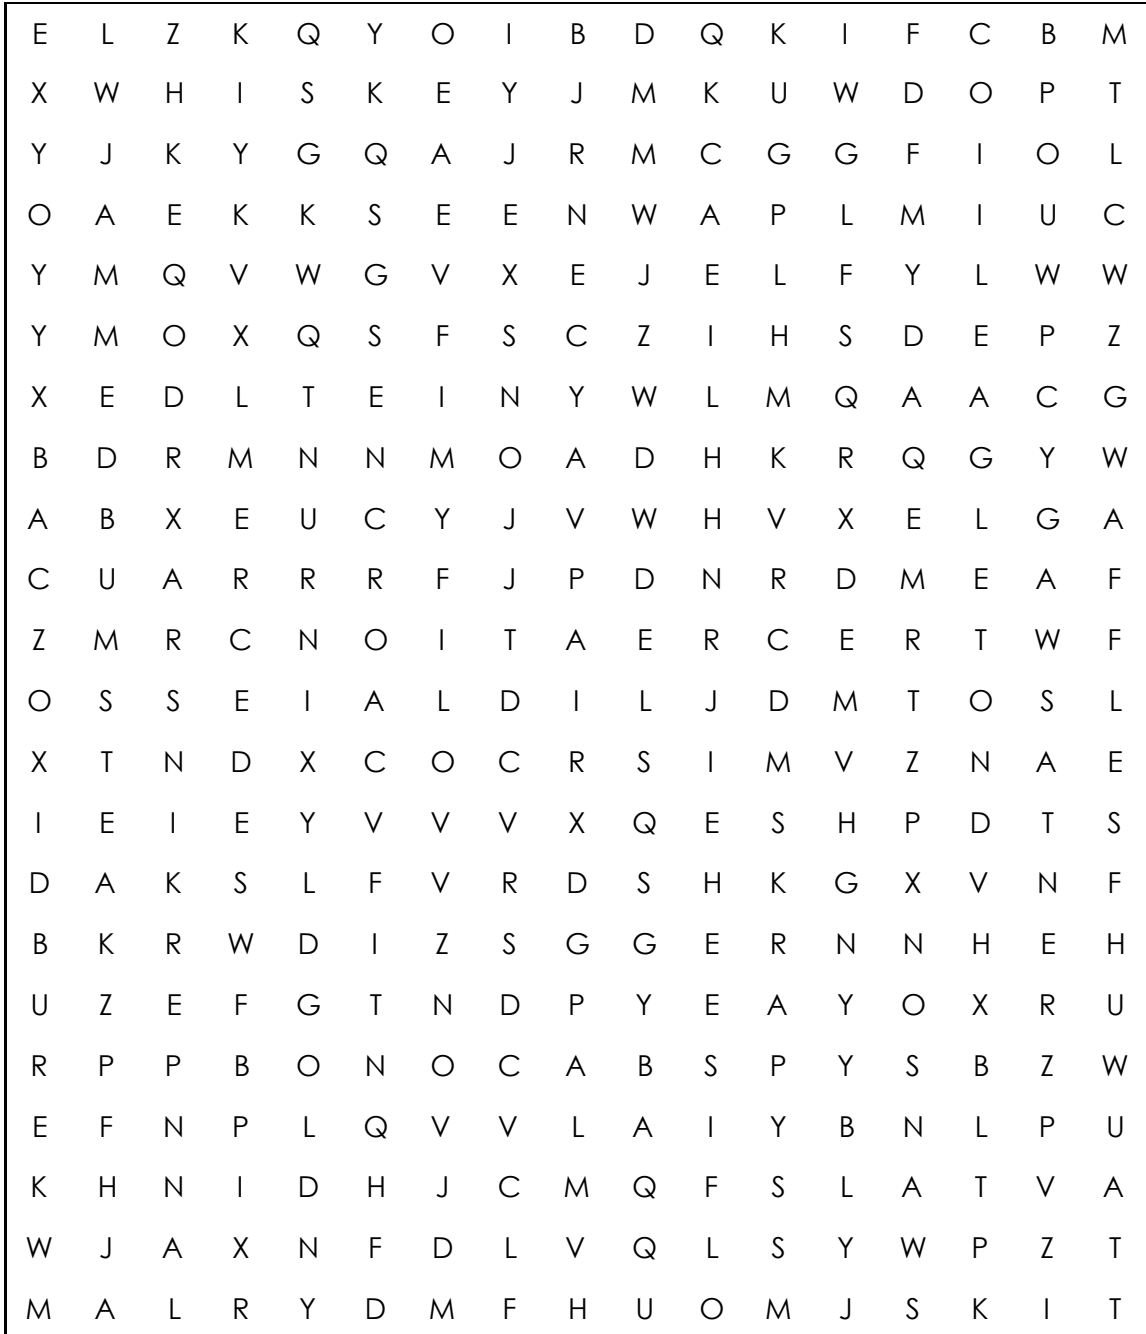 E L Z K Q Y O I B D Q K I F C B M
X W H I S K E Y J M K U W D O P T
Y J K Y G Q A J R M C G G F I O L
O A E K K S E E N W A P L M I U C
Y M Q V W G V X E J E L F Y L W W
Y M O X Q S F S C Z I H S D E P Z
X E D L T E I N Y W L M Q A A C G
B D R M N N M O A D H K R Q G Y W
A B X E U C Y J V W H V X E L G A
C U A R R R F J P D N R D M E A F
Z M R C N O I T A E R C E R T W F
O S S E I A L D I L J D M T O S L
X T N D X C O C R S I M V Z N A E
I E I E Y V V V X Q E S H P D T S
D A K S L F V R D S H K G X V N F
B K R W D I Z S G G E R N N H E H
U Z E F G T N D P Y E A Y O X R U
R P P B O N O C A B S P Y S B Z W
E F N P L Q V V L A I Y B N L P U
K H N I D H J C M Q F S L A T V A
W J A X N F D L V Q L S Y W P Z T
M A L R Y D M F H U O M J S K I T